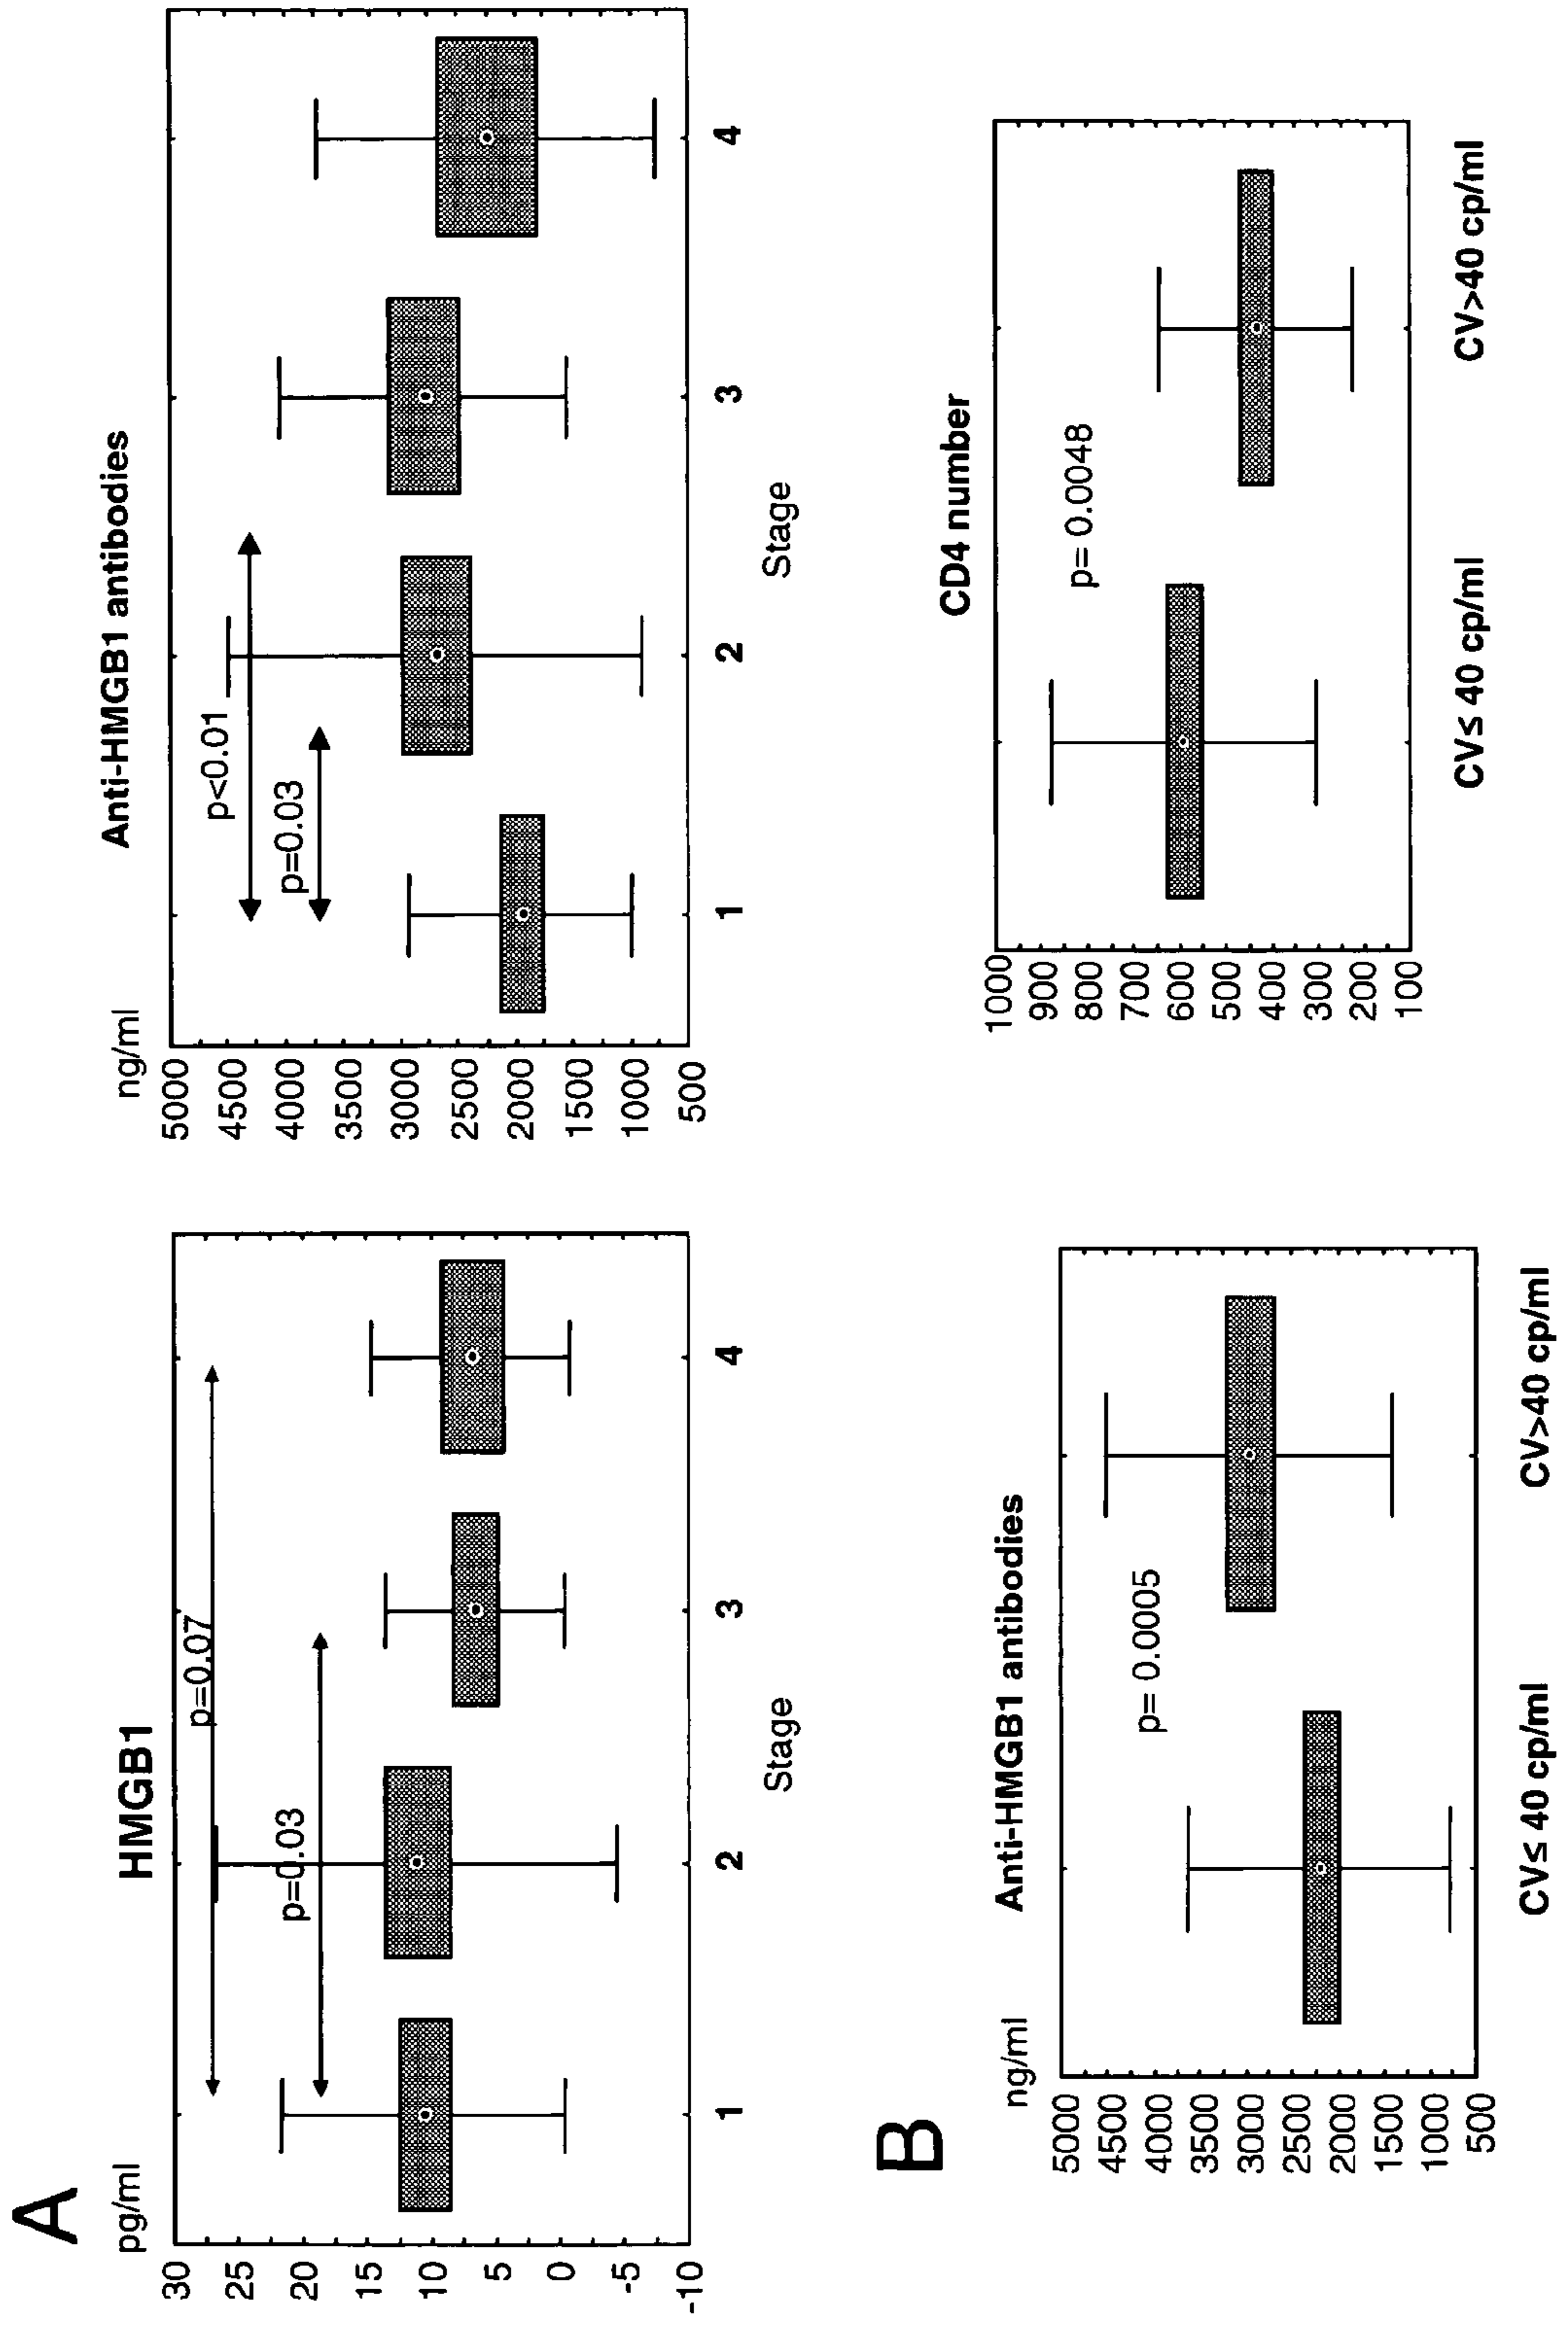 A
HMGB1
pg/ml
30
25
20
15
10
5
0
-5
-10
p=0.07
p=0.03
1
2
3
4
Stage
Anti-HMGB1 antibodies
ng/ml
5000
4500
4000
3500
3000
2500
2000
1500
1000
500
p<0.01
p=0.03
1
2
3
4
Stage
B
Anti-HMGB1 antibodies
ng/ml
5000
4500
4000
3500
3000
2500
2000
1500
1000
500
p= 0.0005
CV≤ 40 cp/ml
CV>40 cp/ml
CD4 number
1000
900
800
700
600
500
400
300
200
100
p= 0.0048
CV≤ 40 cp/ml
CV>40 cp/ml